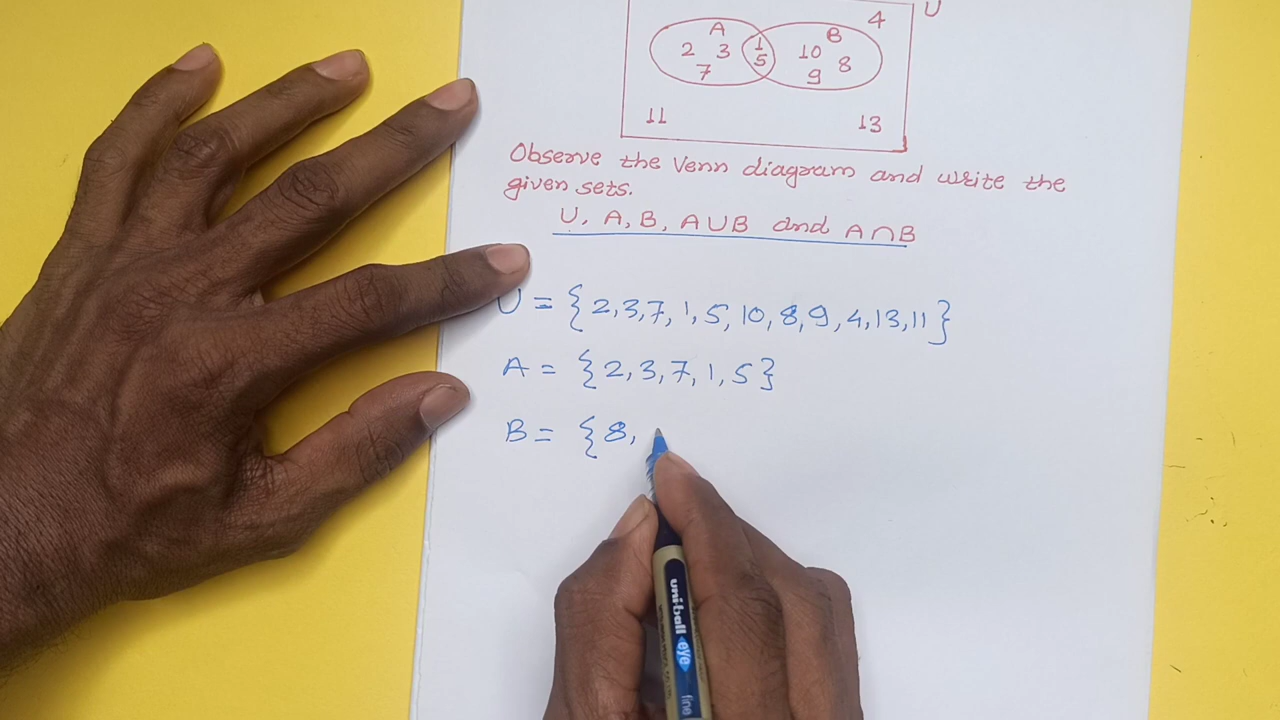 U
4
A
B
2 3 1 10
5 8
7 9
11 13
Observe the Venn diagram and write the
given sets.
U, A, B, A∪B and A∩B
U = {2,3,7,1,5,10,8,9,4,13,11}
A = {2,3,7,1,5}
B = {8,
uniball eye
fine